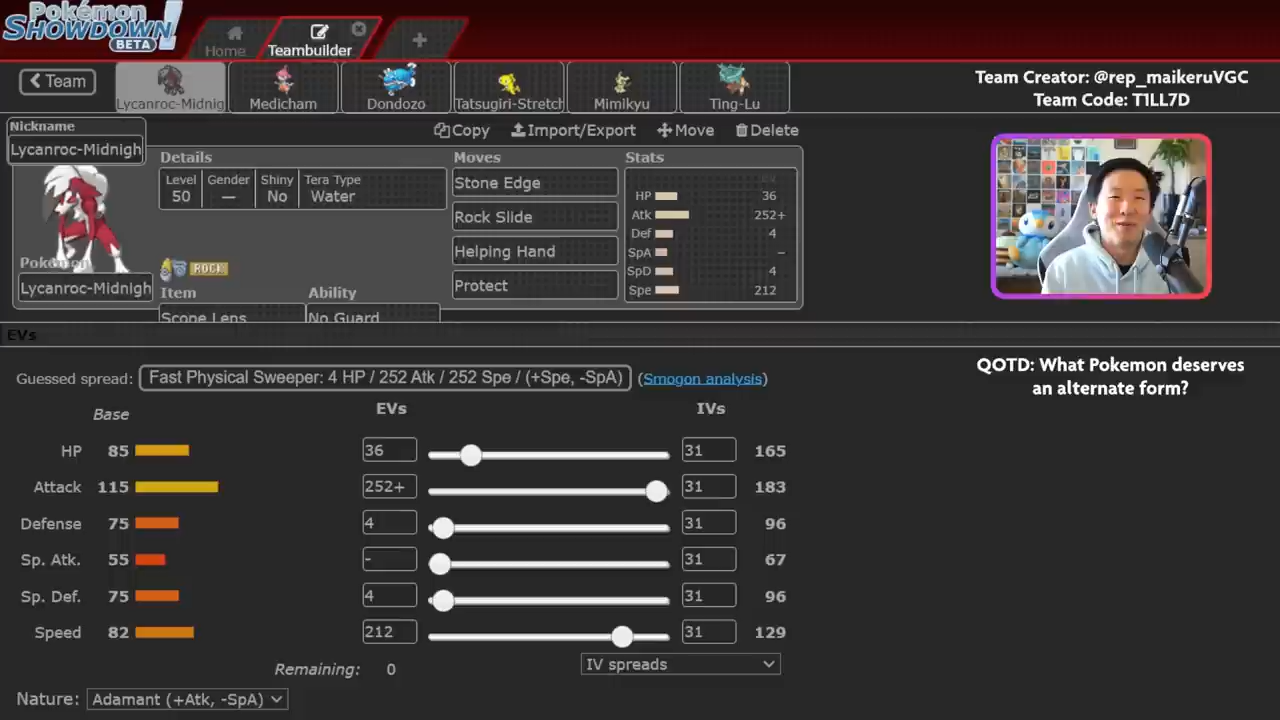 Pokémon
SHOWDOWN!
BETA
Home
Teambuilder
Team
Lycanroc-Midnig
Medicham
Dondozo
Tatsugiri-Stretch
Mimikyu
Ting-Lu
Team Creator: @rep_maikeruVGC
Team Code: T1LL7D
Copy
Import/Export
Move
Delete
Nickname
Lycanroc-Midnigh
Details
Moves
Stats
Level
Gender
Shiny
Tera Type
50
—
No
Water
Stone Edge
Rock Slide
Helping Hand
Protect
HP 36
Atk 252+
Def 4
SpA –
SpD 4
Spe 212
ROCK
Pokémon
Lycanroc-Midnigh
Item
Ability
Scope Lens
No Guard
EVs
Guessed spread: Fast Physical Sweeper: 4 HP / 252 Atk / 252 Spe / (+Spe, -SpA) (Smogon analysis)
QOTD: What Pokemon deserves
an alternate form?
Base
EVs
IVs
HP 85 36 31 165
Attack 115 252+ 31 183
Defense 75 4 31 96
Sp. Atk. 55 - 31 67
Sp. Def. 75 4 31 96
Speed 82 212 31 129
Remaining: 0
IV spreads
Nature: Adamant (+Atk, -SpA)